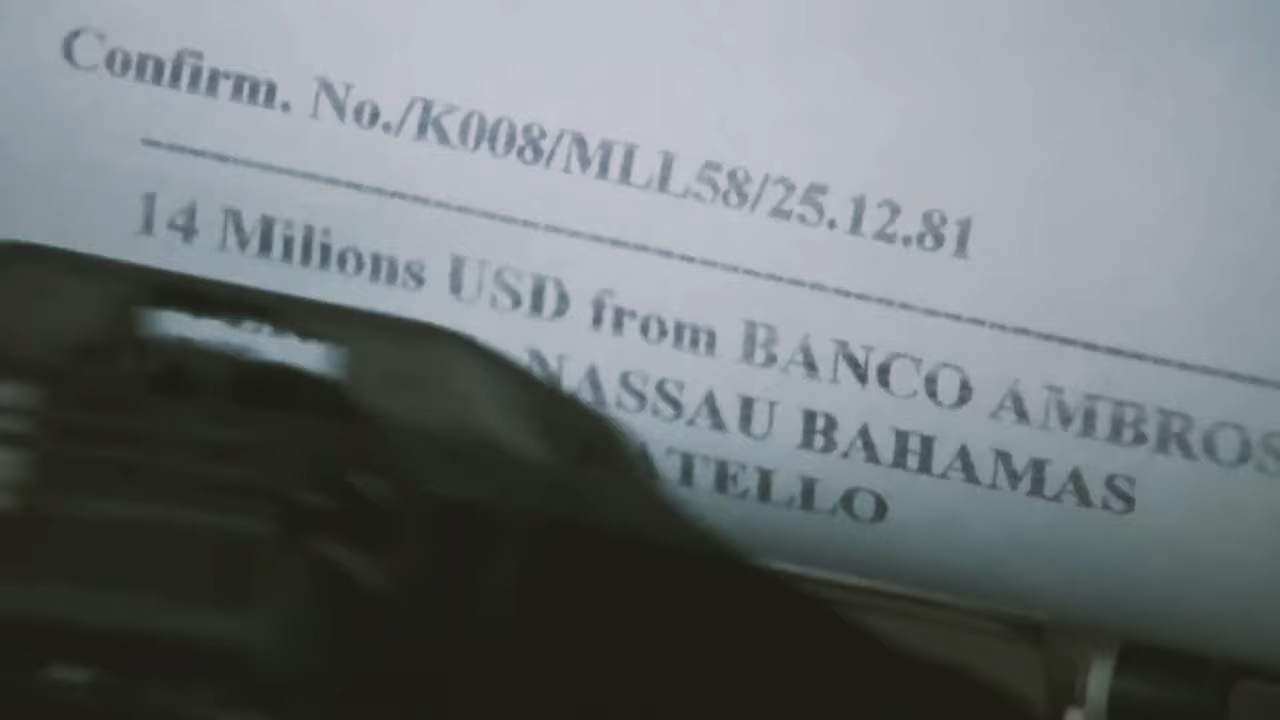 Confirm. No./K008/MLL58/25.12.81
14 Milions USD from BANCO AMBROS
NASSAU BAHAMAS
TELLO